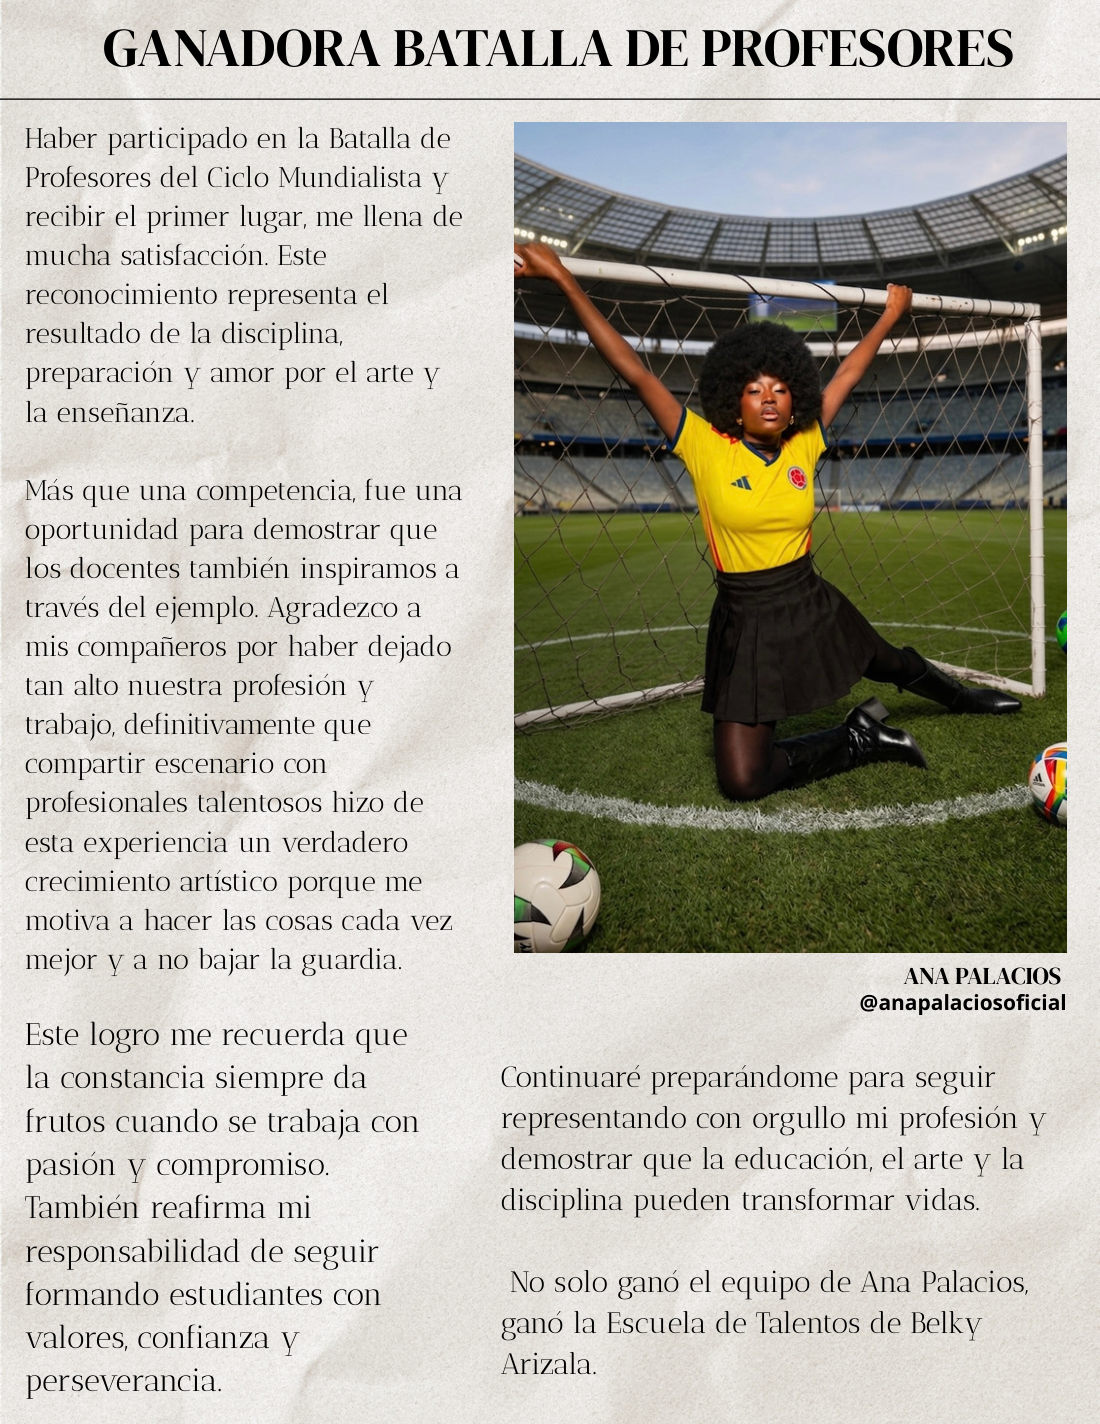 GANADORA BATALLA DE PROFESORES
Haber participado en la Batalla de
Profesores del Ciclo Mundialista y
recibir el primer lugar, me llena de
mucha satisfacción. Este
reconocimiento representa el
resultado de la disciplina,
preparación y amor por el arte y
la enseñanza.
Más que una competencia, fue una
oportunidad para demostrar que
los docentes también inspiramos a
través del ejemplo. Agradezco a
mis compañeros por haber dejado
tan alto nuestra profesión y
trabajo, definitivamente que
compartir escenario con
profesionales talentosos hizo de
esta experiencia un verdadero
crecimiento artístico porque me
motiva a hacer las cosas cada vez
mejor y a no bajar la guardia.
Este logro me recuerda que
la constancia siempre da
frutos cuando se trabaja con
pasión y compromiso.
También reafirma mi
responsabilidad de seguir
formando estudiantes con
valores, confianza y
perseverancia.
ANA PALACIOS
@anapalaciosoficial
Continuaré preparándome para seguir
representando con orgullo mi profesión y
demostrar que la educación, el arte y la
disciplina pueden transformar vidas.
No solo ganó el equipo de Ana Palacios,
ganó la Escuela de Talentos de Belky
Arizala.